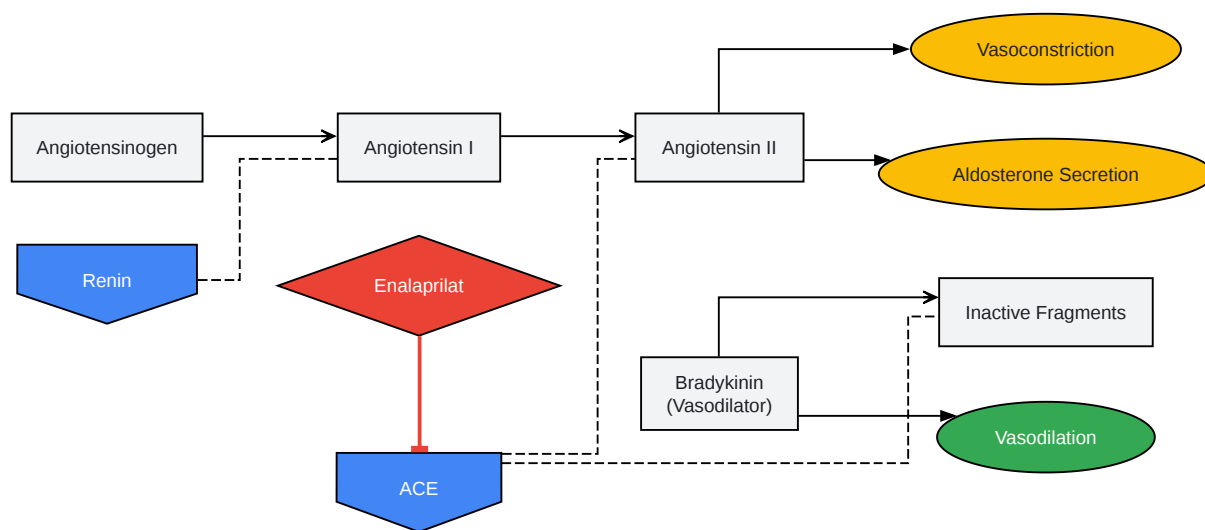 Vasoconstriction
Angiotensinogen
Angiotensin I
Angiotensin II
Aldosterone Secretion
Renin
Enalaprilat
Inactive Fragments
Bradykinin
(Vasodilator)
Vasodilation
ACE